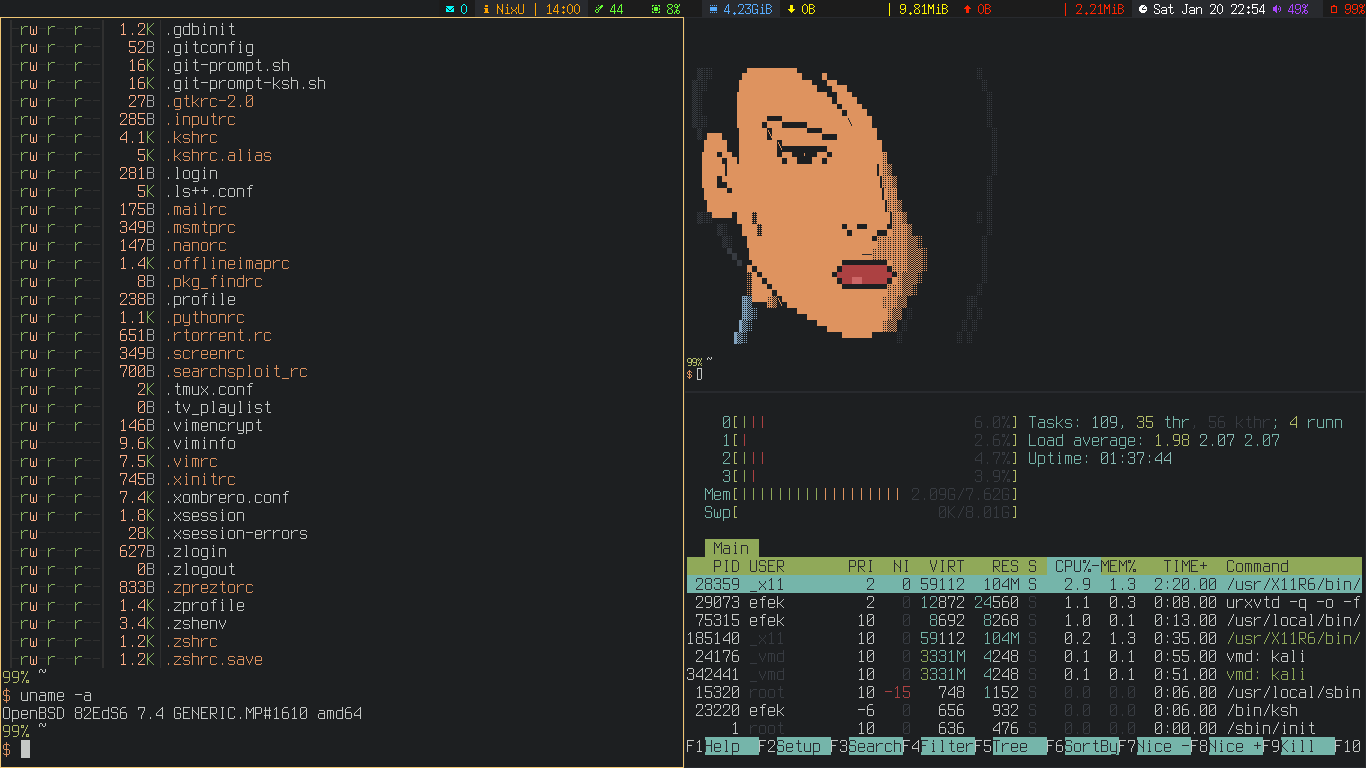 0 NixU | 14:00 44 8% 4.23GiB 0B | 9.81MiB 0B | 2.21MiB Sat Jan 20 22:54 49% 99%
rw r r 1.2K .gdbinit
rw r r 52B .gitconfig
rw r r 16K .git-prompt.sh
rw r r 16K .git-prompt-ksh.sh
rw r r 27B .gtkrc-2.0
rw r r 285B .inputrc
rw r r 4.1K .kshrc
rw r r 5K .kshrc.alias
rw r r 281B .login
rw r r 5K .ls++.conf
rw r r 175B .mailrc
rw r r 349B .msmtprc
rw r r 147B .nanorc
rw r r 1.4K .offlineimaprc
rw r r 8B .pkg_findrc
rw r r 238B .profile
rw r r 1.1K .pythonrc
rw r r 651B .rtorrent.rc
rw r r 349B .screenrc
rw r r 700B .searchsploit_rc
rw r r 2K .tmux.conf
rw r r 0B .tv_playlist
rw r r 146B .vimencrypt
rw 9.6K .viminfo
rw r r 7.5K .vimrc
rw r r 745B .xinitrc
rw r r 7.4K .xombrero.conf
rw r r 1.8K .xsession
rw 28K .xsession-errors
rw r r 627B .zlogin
rw r r 0B .zlogout
rw r r 833B .zpreztorc
rw r r 1.4K .zprofile
rw r r 3.4K .zshenv
rw r r 1.2K .zshrc
rw r r 1.2K .zshrc.save
99% ~
$ uname -a
OpenBSD 82EdS6 7.4 GENERIC.MP#1610 amd64
99% ~
$
99% ~
$
0[||| 6.0%] Tasks: 109, 35 thr, 56 kthr; 4 runn
1[| 2.6%] Load average: 1.98 2.07 2.07
2[||| 4.7%] Uptime: 01:37:44
3[|| 3.9%]
Mem[|||||||||||||||||| 2.09G/7.62G]
Swp[ 0K/8.01G]
Main
PID USER PRI NI VIRT RES S CPU%-MEM% TIME+ Command
28359 _x11 2 0 59112 104M S 2.9 1.3 2:20.00 /usr/X11R6/bin/
29073 efek 2 0 12872 24560 S 1.1 0.3 0:08.00 urxvtd -q -o -f
75315 efek 10 0 8692 8268 S 1.0 0.1 0:13.00 /usr/local/bin/
185140 _x11 10 0 59112 104M S 0.2 1.3 0:35.00 /usr/X11R6/bin/
24176 _vmd 10 0 3331M 4248 S 0.1 0.1 0:55.00 vmd: kali
342441 _vmd 10 0 3331M 4248 S 0.1 0.1 0:51.00 vmd: kali
15320 root 10 -15 748 1152 S 0.0 0.0 0:06.00 /usr/local/sbin
23220 efek -6 0 656 932 S 0.0 0.0 0:06.00 /bin/ksh
1 root 10 0 636 476 S 0.0 0.0 0:00.00 /sbin/init
F1Help F2Setup F3SearchF4FilterF5Tree F6SortByF7Nice -F8Nice +F9Kill F10